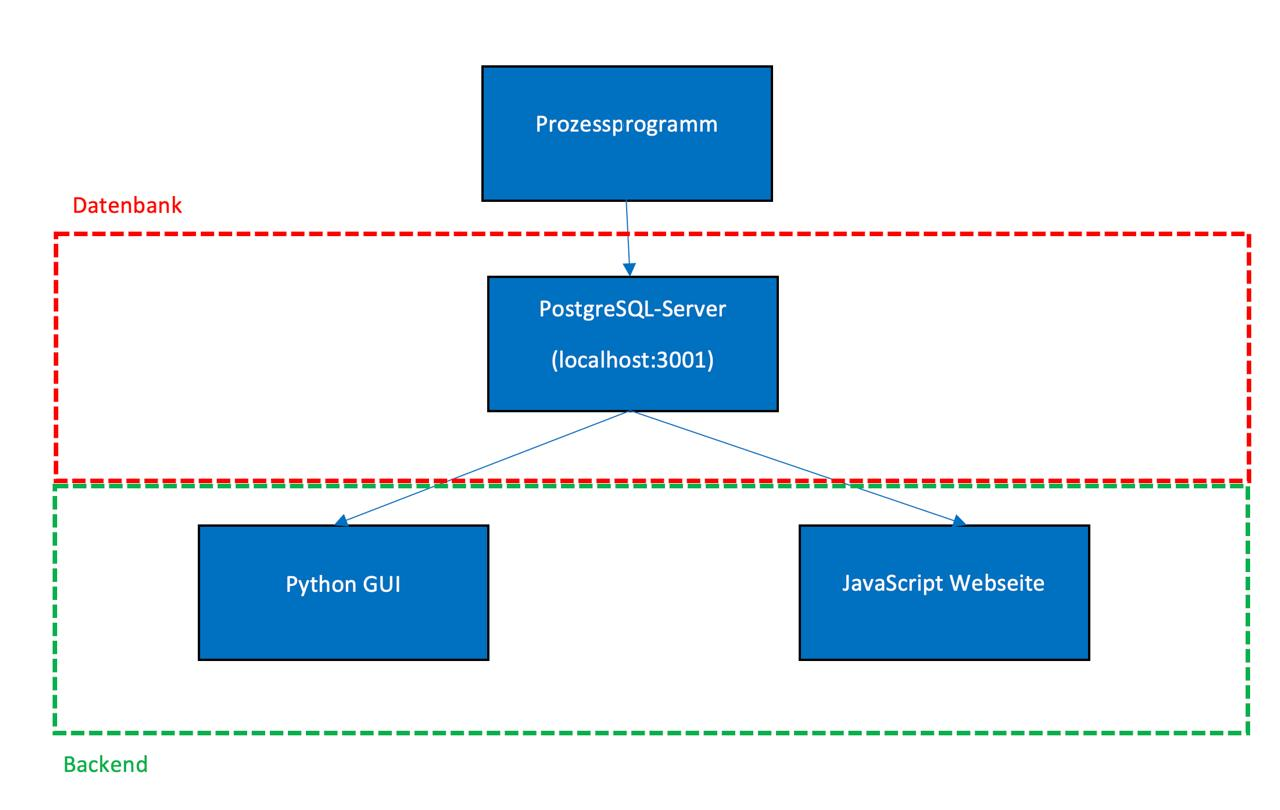 Prozessprogramm
Datenbank
PostgreSQL-Server
(localhost:3001)
Python GUI
JavaScript Webseite
Backend